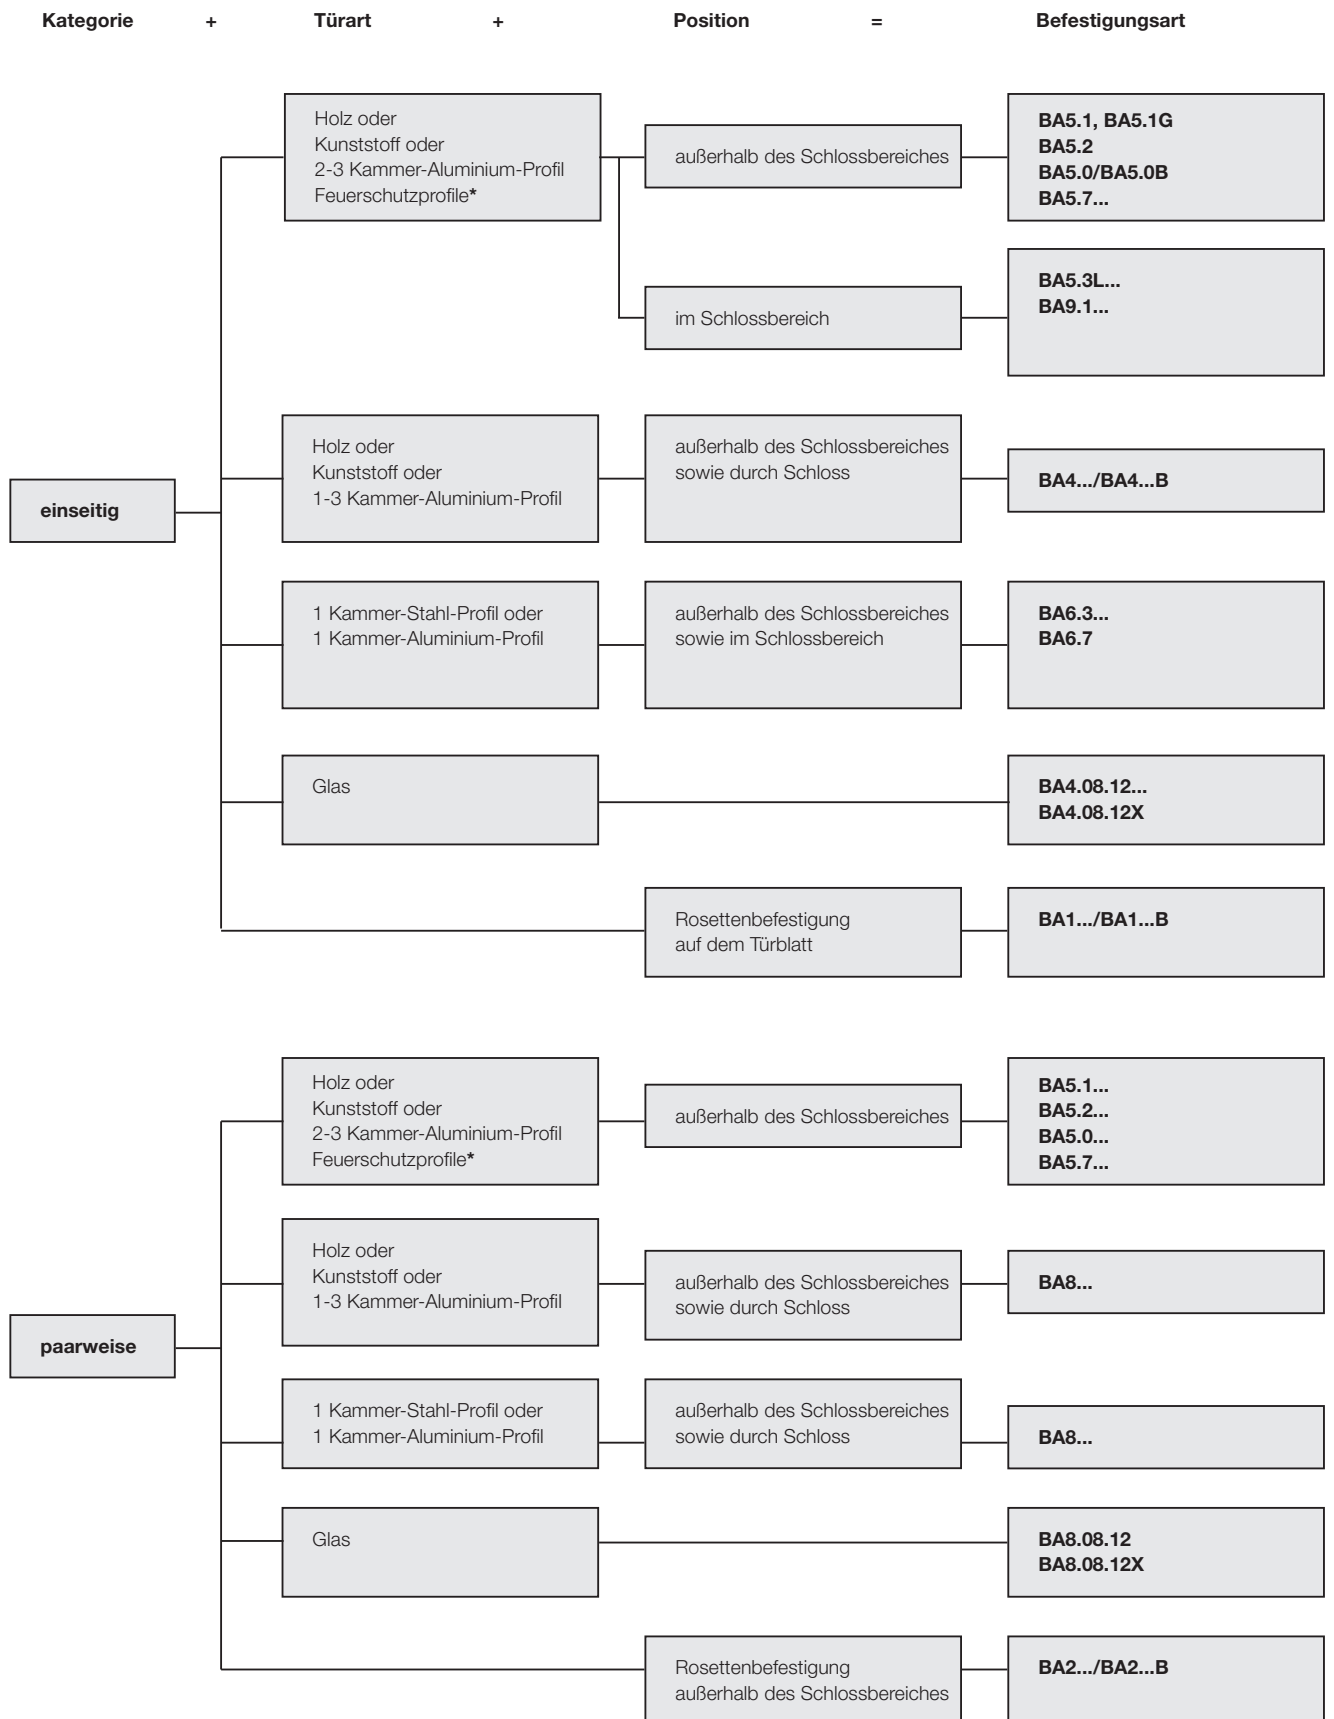 Kategorie + Türart + Position = Befestigungsart
Holz oder
Kunststoff oder
2-3 Kammer-Aluminium-Profil
Feuerschutzprofile*
außerhalb des Schlossbereiches
BA5.1, BA5.1G
BA5.2
BA5.0/BA5.0B
BA5.7...
im Schlossbereich
BA5.3L...
BA9.1...
einseitig
Holz oder
Kunststoff oder
1-3 Kammer-Aluminium-Profil
außerhalb des Schlossbereiches
sowie durch Schloss
BA4.../BA4...B
1 Kammer-Stahl-Profil oder
1 Kammer-Aluminium-Profil
außerhalb des Schlossbereiches
sowie im Schlossbereich
BA6.3...
BA6.7
Glas
BA4.08.12...
BA4.08.12X
Rosettenbefestigung
auf dem Türblatt
BA1.../BA1...B
Holz oder
Kunststoff oder
2-3 Kammer-Aluminium-Profil
Feuerschutzprofile*
außerhalb des Schlossbereiches
BA5.1...
BA5.2...
BA5.0...
BA5.7...
Holz oder
Kunststoff oder
1-3 Kammer-Aluminium-Profil
außerhalb des Schlossbereiches
sowie durch Schloss
BA8...
paarweise
1 Kammer-Stahl-Profil oder
1 Kammer-Aluminium-Profil
außerhalb des Schlossbereiches
sowie durch Schloss
BA8...
Glas
BA8.08.12
BA8.08.12X
Rosettenbefestigung
außerhalb des Schlossbereiches
BA2.../BA2...B